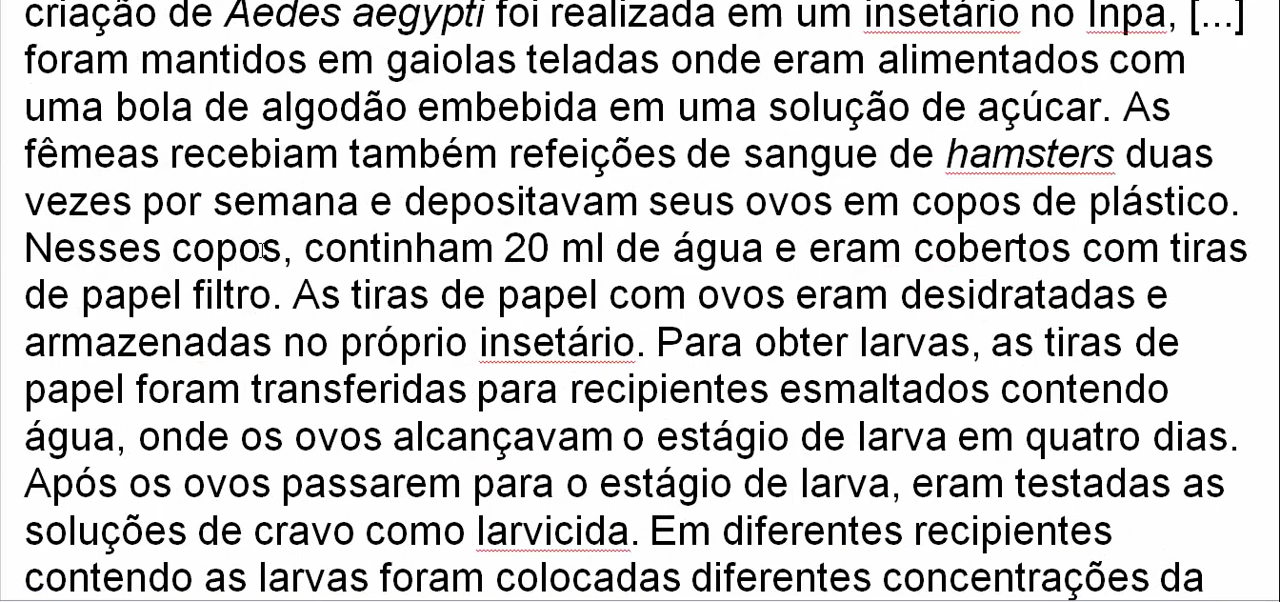 criação de Aedes aegypti foi realizada em um insetário no Inpa, [...]
foram mantidos em gaiolas teladas onde eram alimentados com
uma bola de algodão embebida em uma solução de açúcar. As
fêmeas recebiam também refeições de sangue de hamsters duas
vezes por semana e depositavam seus ovos em copos de plástico.
Nesses copos, continham 20 ml de água e eram cobertos com tiras
de papel filtro. As tiras de papel com ovos eram desidratadas e
armazenadas no próprio insetário. Para obter larvas, as tiras de
papel foram transferidas para recipientes esmaltados contendo
água, onde os ovos alcançavam o estágio de larva em quatro dias.
Após os ovos passarem para o estágio de larva, eram testadas as
soluções de cravo como larvicida. Em diferentes recipientes
contendo as larvas foram colocadas diferentes concentrações da